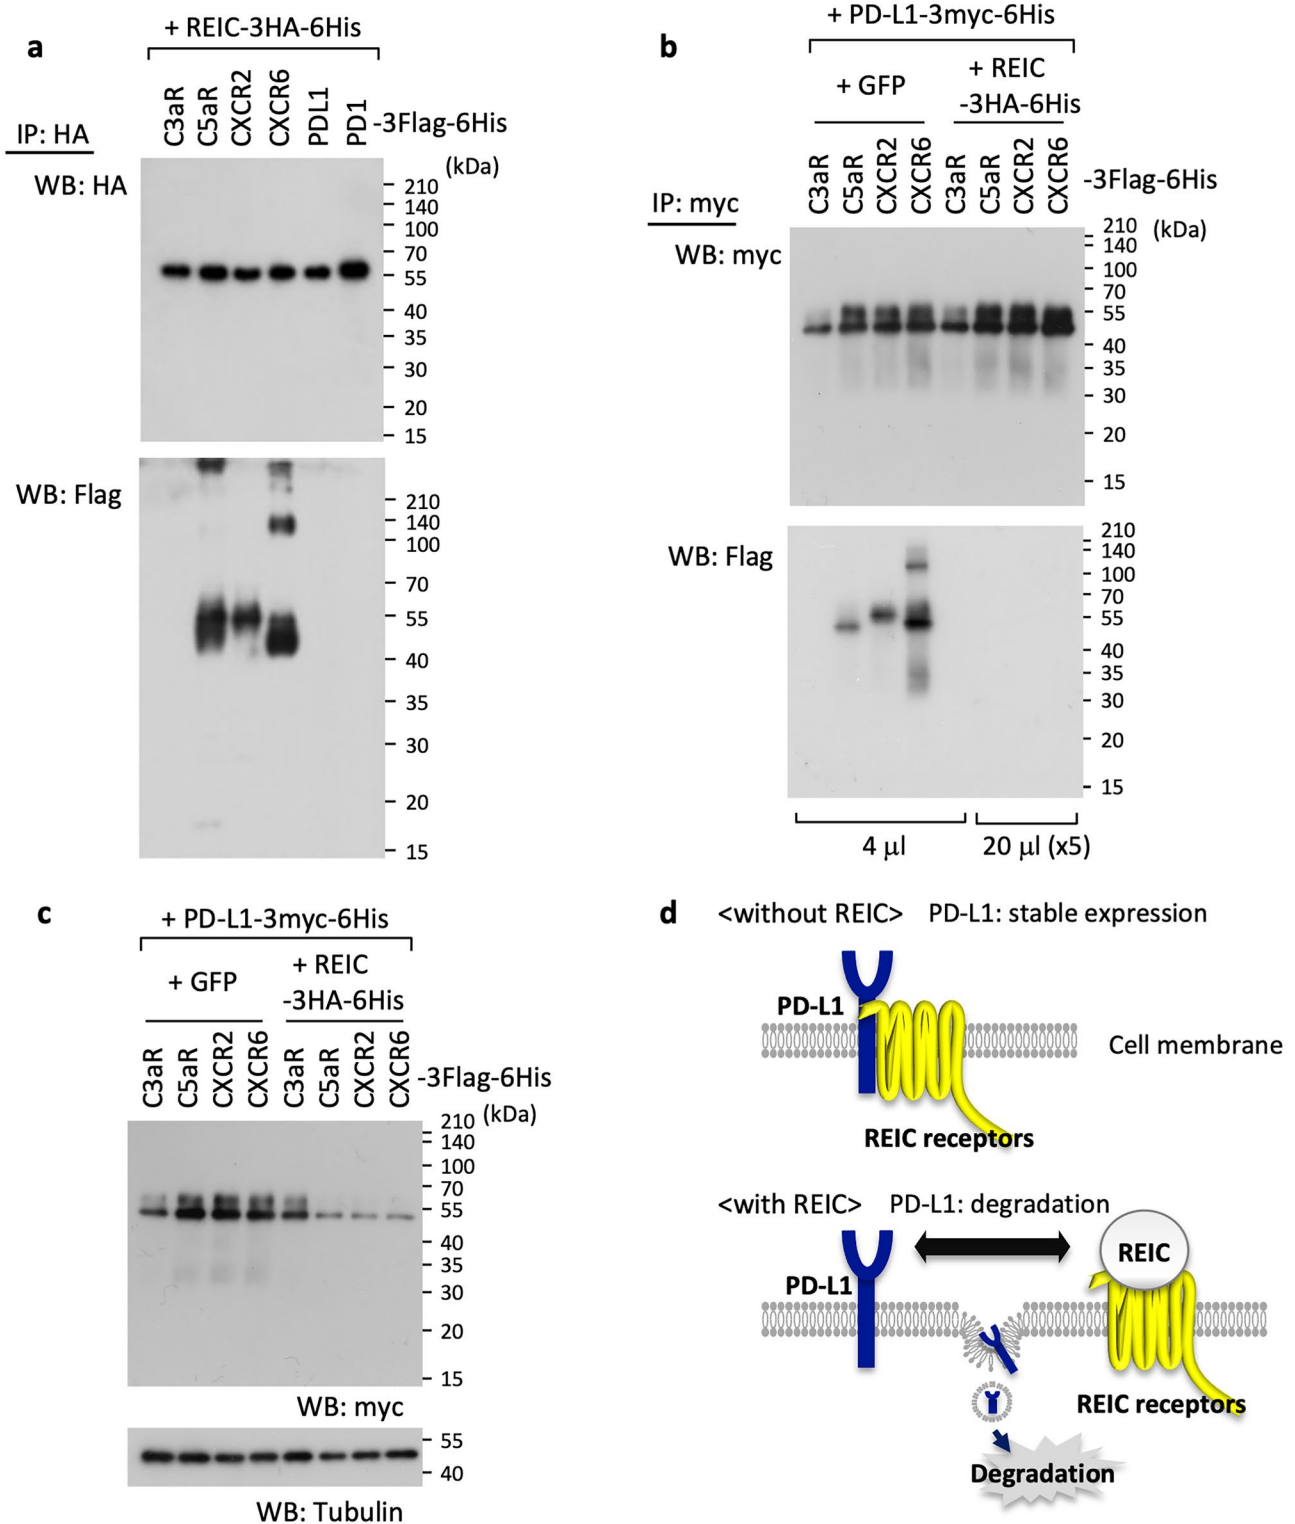 a
+ REIC-3HA-6His
C3aR
C5aR
CXCR2
CXCR6
PDL1
PD1
-3Flag-6His
IP: HA
(kDa)
WB: HA
210
140
100
70
55
40
35
30
20
15
WB: Flag
210
140
100
70
55
40
35
30
20
15
b
+ PD-L1-3myc-6His
+ GFP
+ REIC
-3HA-6His
C3aR
C5aR
CXCR2
CXCR6
C3aR
C5aR
CXCR2
CXCR6
-3Flag-6His
IP: myc
(kDa)
WB: myc
210
140
100
70
55
40
35
30
20
15
WB: Flag
210
140
100
70
55
40
35
30
20
15
4 µl
20 µl (x5)
c
+ PD-L1-3myc-6His
+ GFP
+ REIC
-3HA-6His
C3aR
C5aR
CXCR2
CXCR6
C3aR
C5aR
CXCR2
CXCR6
-3Flag-6His
(kDa)
210
140
100
70
55
40
35
30
20
15
WB: myc
55
40
WB: Tubulin
d
<without REIC> PD-L1: stable expression
PD-L1
Cell membrane
REIC receptors
<with REIC> PD-L1: degradation
REIC
PD-L1
REIC receptors
Degradation